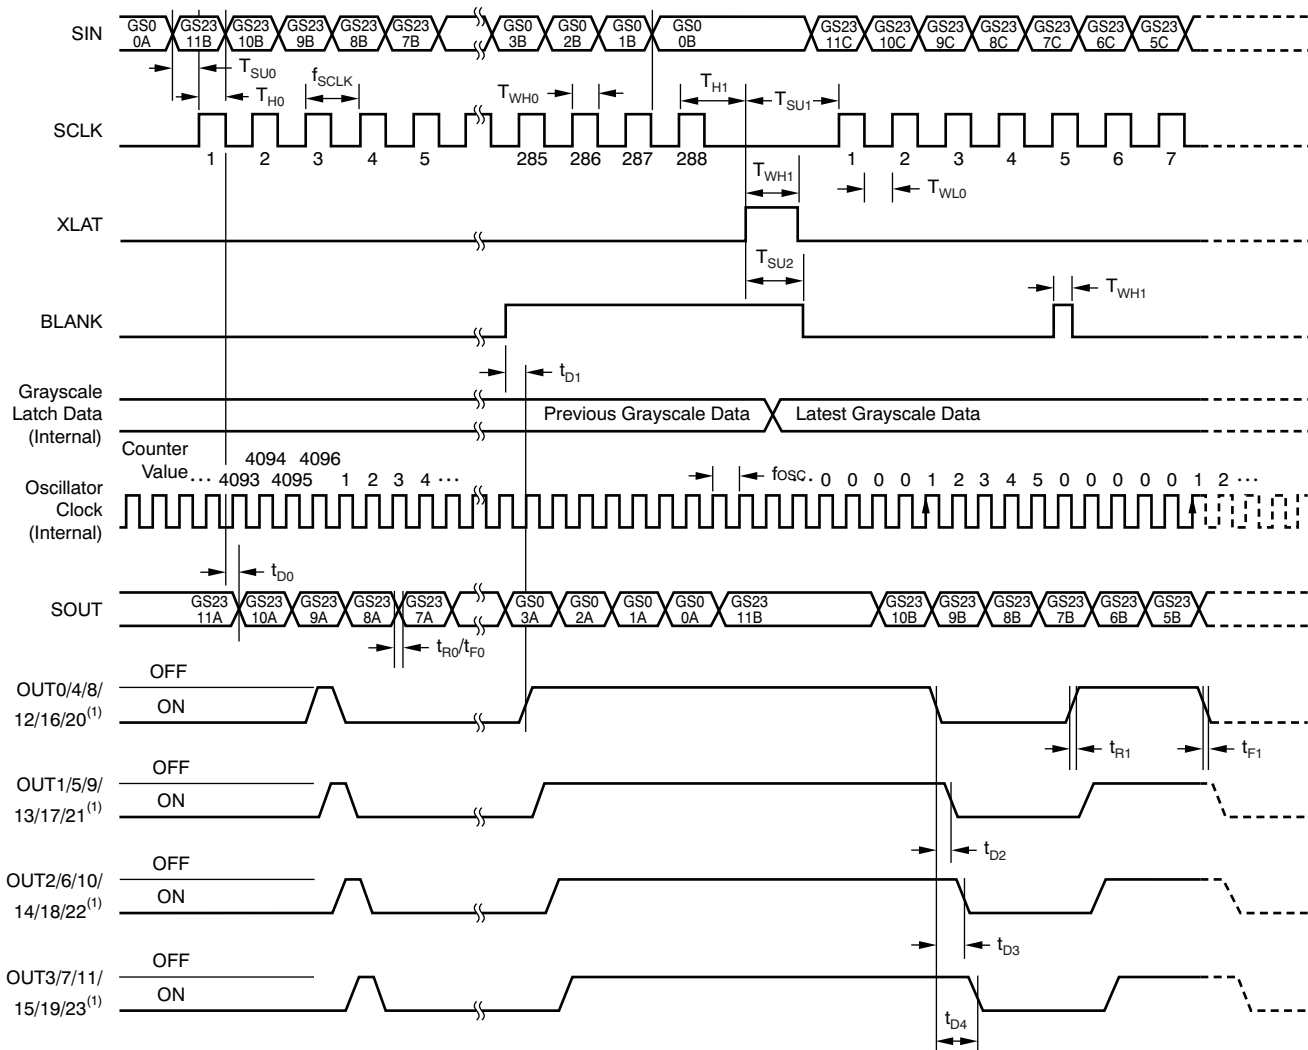 SIN
GS0 0A
GS23 11B
GS23 10B
GS23 9B
GS23 8B
GS23 7B
GS0 3B
GS0 2B
GS0 1B
GS0 0B
GS23 11C
GS23 10C
GS23 9C
GS23 8C
GS23 7C
GS23 6C
GS23 5C
TSU0
TH0
fSCLK
TWH0
TH1
TSU1
SCLK
1 2 3 4 5 285 286 287 288 1 2 3 4 5 6 7
TWH1
TWL0
XLAT
TSU2
TWH1
BLANK
tD1
Grayscale
Latch Data
(Internal)
Previous Grayscale Data
Latest Grayscale Data
Counter
Value
... 4093 4094 4095 4096 1 2 3 4 ...
fOSC
... 0 0 0 0 1 2 3 4 5 0 0 0 0 0 1 2 ...
Oscillator
Clock
(Internal)
tD0
SOUT
GS23 11A
GS23 10A
GS23 9A
GS23 8A
GS23 7A
GS0 3A
GS0 2A
GS0 1A
GS0 0A
GS23 11B
GS23 10B
GS23 9B
GS23 8B
GS23 7B
GS23 6B
GS23 5B
tR0/tF0
OFF
OUT0/4/8/
12/16/20(1)
ON
tR1
tF1
OFF
OUT1/5/9/
13/17/21(1)
ON
tD2
OFF
OUT2/6/10/
14/18/22(1)
ON
tD3
OFF
OUT3/7/11/
15/19/23(1)
ON
tD4